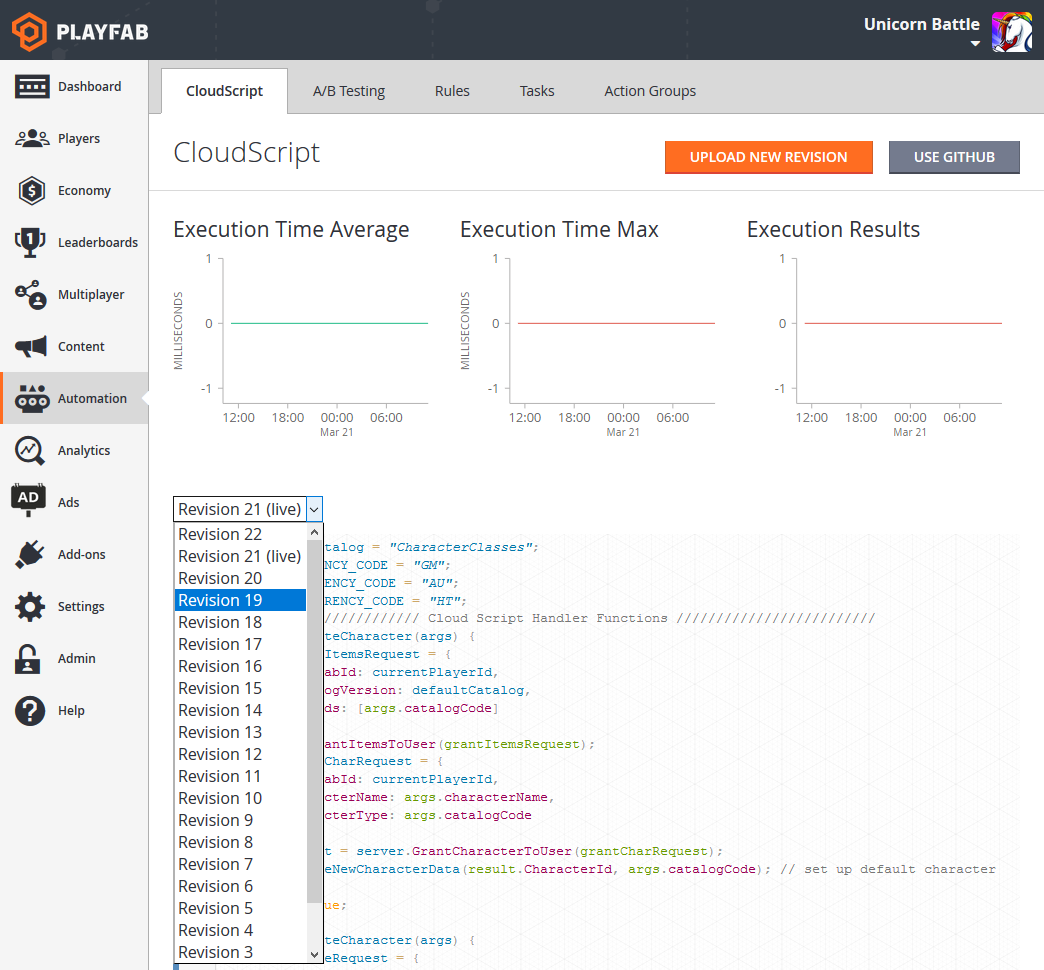 PLAYFAB
Unicorn Battle
Dashboard
Players
Economy
Leaderboards
Multiplayer
Content
Automation
Analytics
AD
Ads
Add-ons
Settings
Admin
Help
CloudScript A/B Testing Rules Tasks Action Groups
CloudScript
UPLOAD NEW REVISION USE GITHUB
Execution Time Average
1
0
-1
MILLISECONDS
12:00 18:00 00:00 06:00
Mar 21
Execution Time Max
1
0
-1
MILLISECONDS
12:00 18:00 00:00 06:00
Mar 21
Execution Results
1
0
-1
12:00 18:00 00:00 06:00
Mar 21
Revision 21 (live)
Revision 22
Revision 21 (live)
Revision 20
Revision 19
Revision 18
Revision 17
Revision 16
Revision 15
Revision 14
Revision 13
Revision 12
Revision 11
Revision 10
Revision 9
Revision 8
Revision 7
Revision 6
Revision 5
Revision 4
Revision 3
talog = "CharacterClasses";
NCY_CODE = "GM";
ENCY_CODE = "AU";
RENCY_CODE = "HT";
//////////// Cloud Script Handler Functions /////////////////////////
teCharacter(args) {
ItemsRequest = {
abId: currentPlayerId,
ogVersion: defaultCatalog,
ds: [args.catalogCode]
antItemsToUser(grantItemsRequest);
CharRequest = {
abId: currentPlayerId,
cterName: args.characterName,
cterType: args.catalogCode
t = server.GrantCharacterToUser(grantCharRequest);
eNewCharacterData(result.CharacterId, args.catalogCode); // set up default character
ue;
teCharacter(args) {
eRequest = {